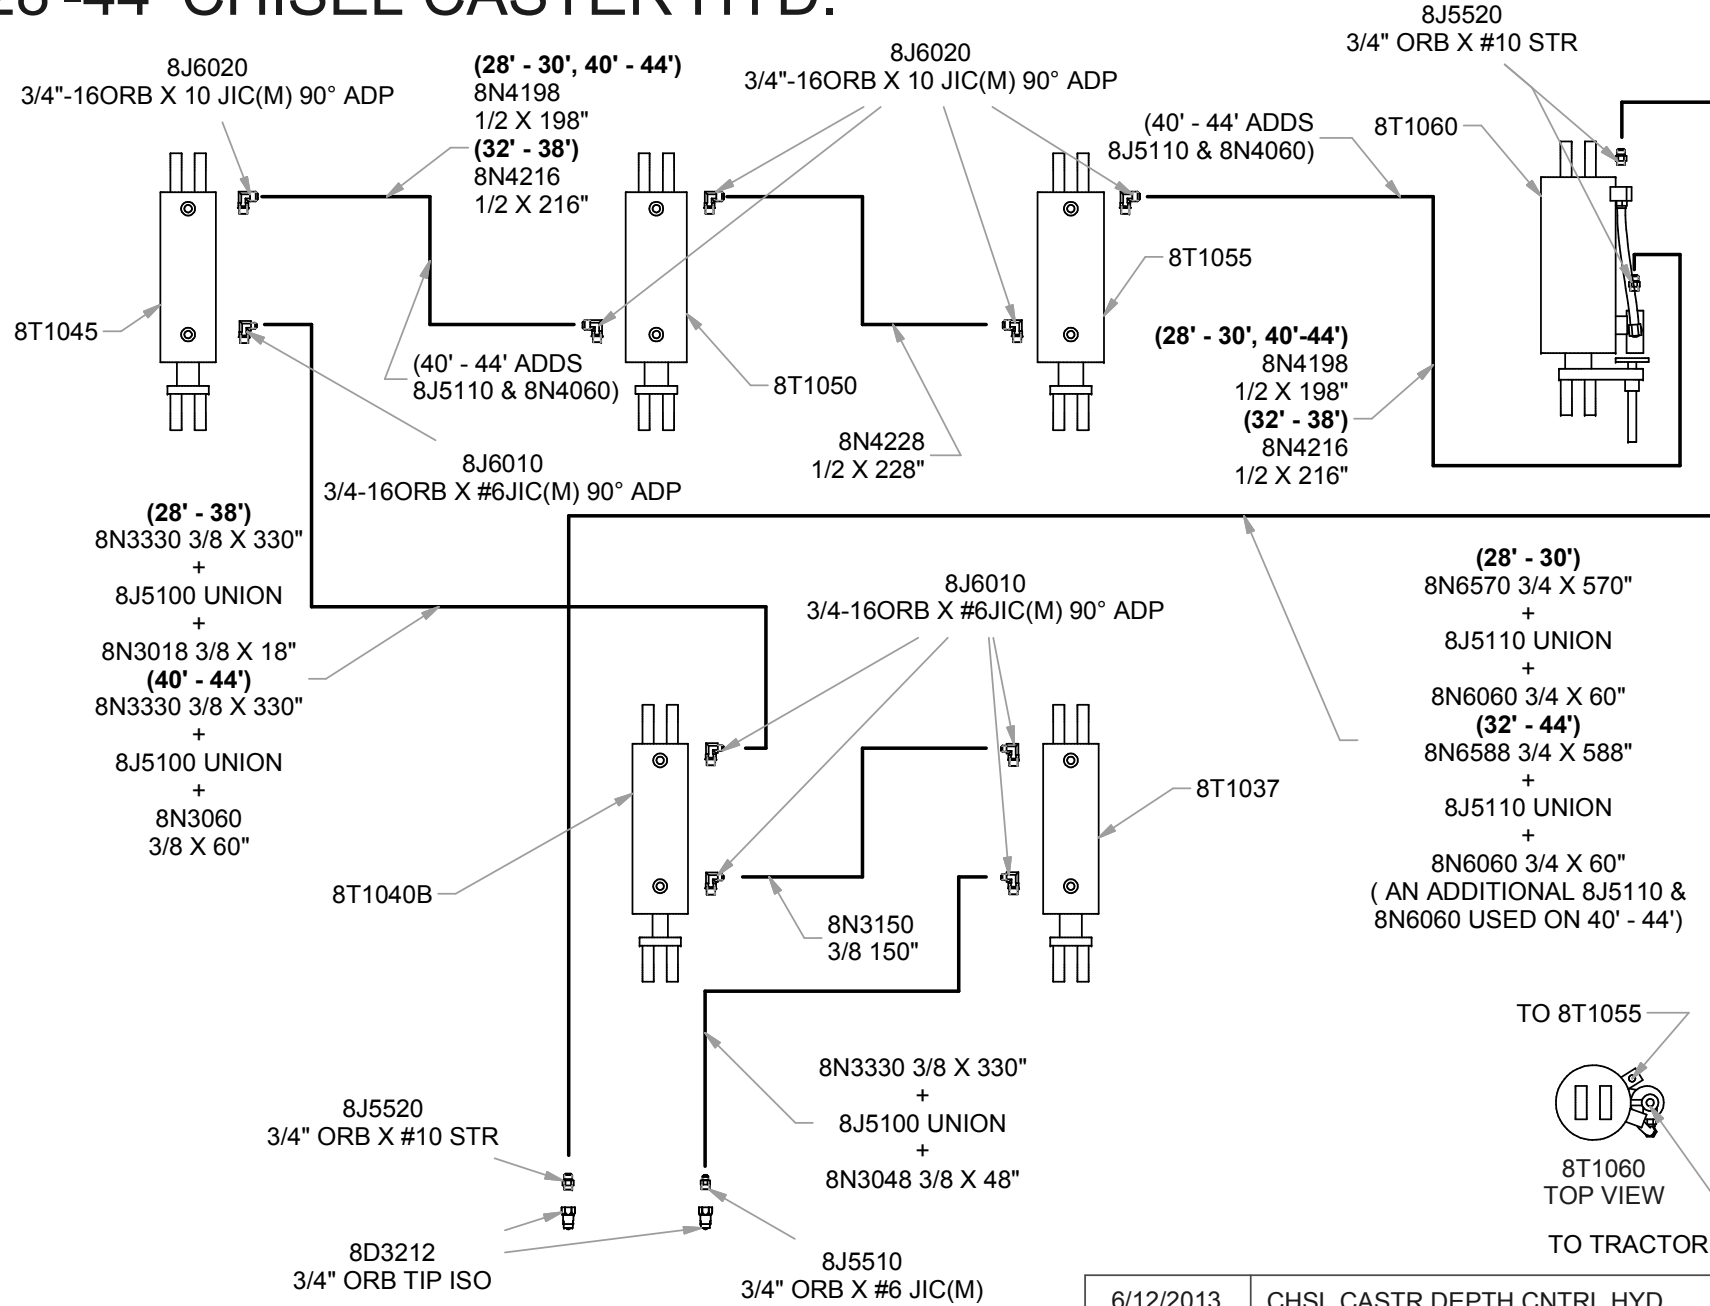 28'-44' CHISEL CASTER HYD.
8J6020
3/4"-16ORB X 10 JIC(M) 90° ADP
(28' - 30', 40' - 44')
8N4198
1/2 X 198"
(32' - 38')
8N4216
1/2 X 216"
8J6020
3/4"-16ORB X 10 JIC(M) 90° ADP
(40' - 44' ADDS
8J5110 & 8N4060)
8T1060
8J5520
3/4" ORB X #10 STR
8T1045
(40' - 44' ADDS
8J5110 & 8N4060)
8T1050
8T1055
8N4228
1/2 X 228"
(28' - 30', 40'-44')
8N4198
1/2 X 198"
(32' - 38')
8N4216
1/2 X 216"
8J6010
3/4-16ORB X #6JIC(M) 90° ADP
(28' - 38')
8N3330 3/8 X 330"
+
8J5100 UNION
+
8N3018 3/8 X 18"
(40' - 44')
8N3330 3/8 X 330"
+
8J5100 UNION
+
8N3060
3/8 X 60"
8J6010
3/4-16ORB X #6JIC(M) 90° ADP
(28' - 30')
8N6570 3/4 X 570"
+
8J5110 UNION
+
8N6060 3/4 X 60"
(32' - 44')
8N6588 3/4 X 588"
+
8J5110 UNION
+
8N6060 3/4 X 60"
( AN ADDITIONAL 8J5110 &
8N6060 USED ON 40' - 44')
8T1040B
8T1037
8N3150
3/8 150"
8N3330 3/8 X 330"
+
8J5100 UNION
+
8N3048 3/8 X 48"
8J5520
3/4" ORB X #10 STR
8D3212
3/4" ORB TIP ISO
8J5510
3/4" ORB X #6 JIC(M)
TO 8T1055
8T1060
TOP VIEW
TO TRACTOR
6/12/2013
CHSL CASTR DEPTH CNTRL HYD